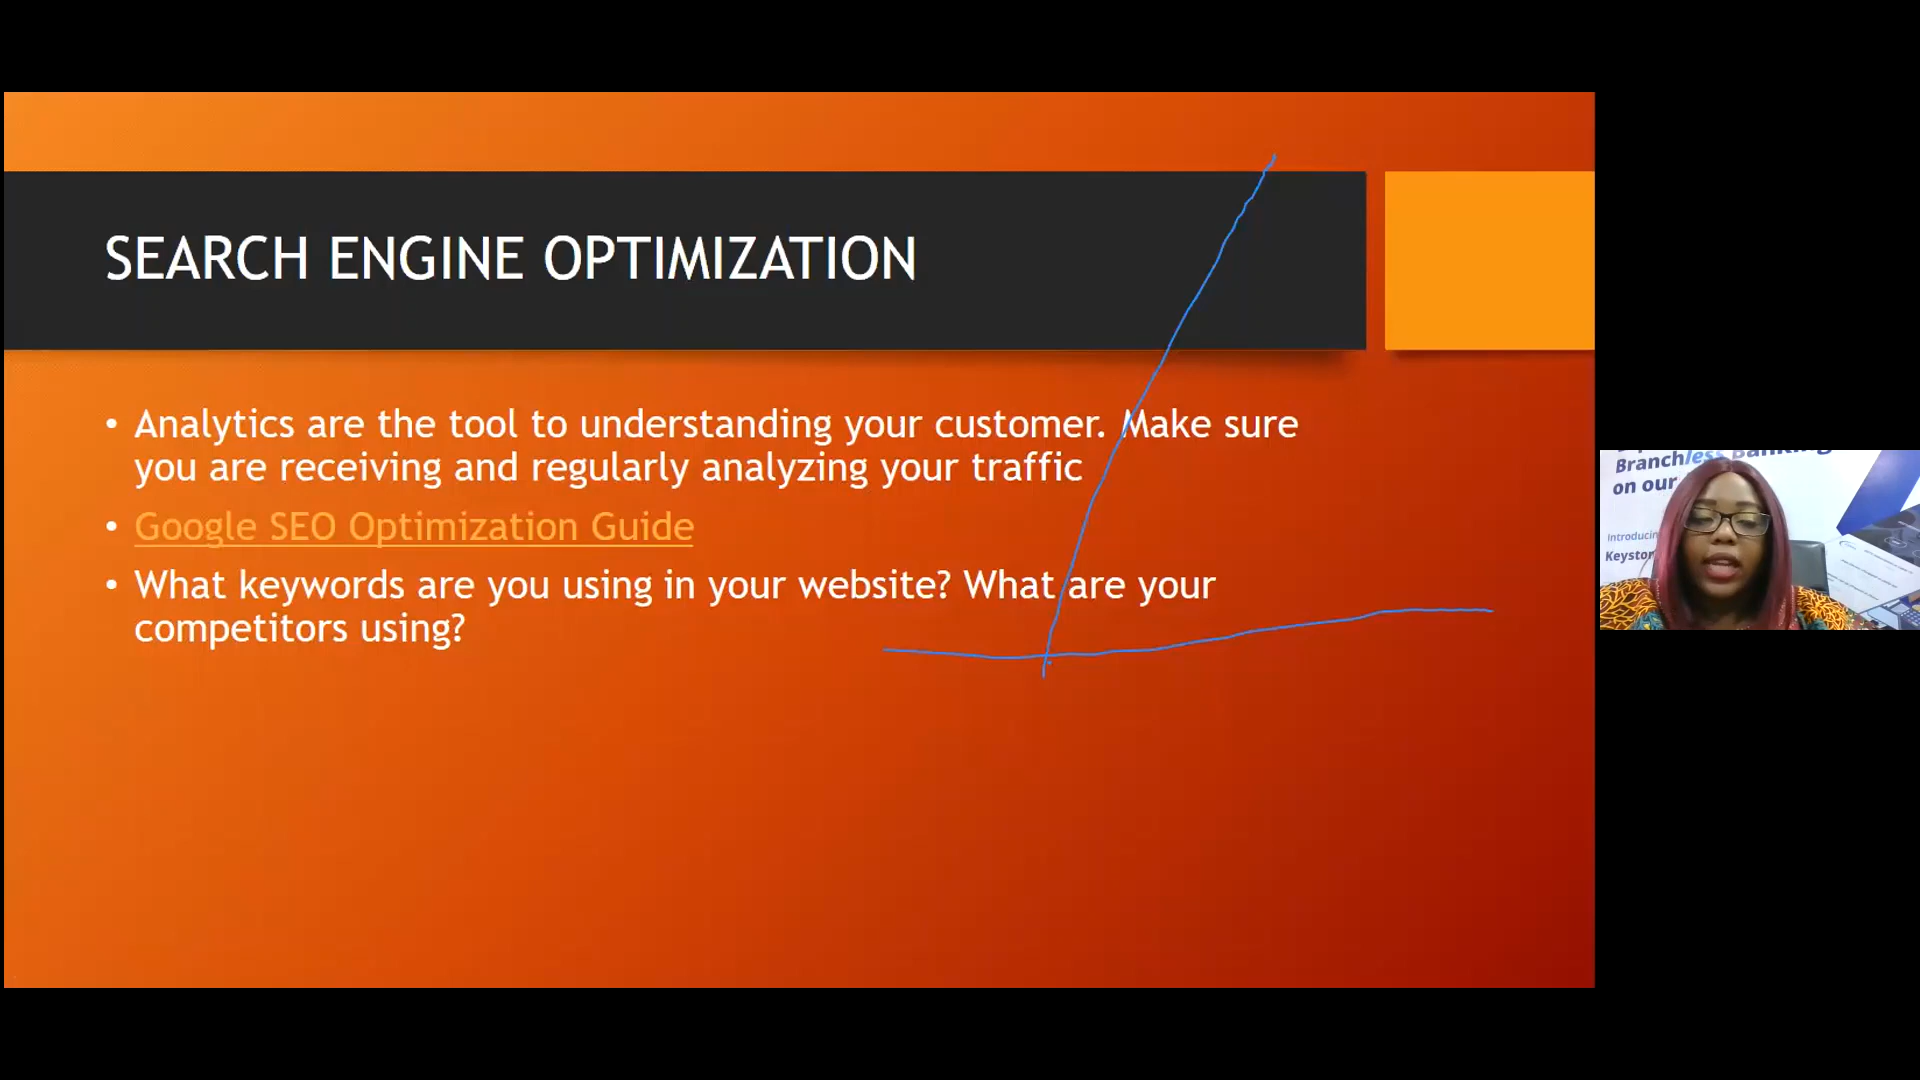 SEARCH ENGINE OPTIMIZATION
• Analytics are the tool to understanding your customer. Make sure
you are receiving and regularly analyzing your traffic
• Google SEO Optimization Guide
• What keywords are you using in your website? What are your
competitors using?
Branchless Banking
on our